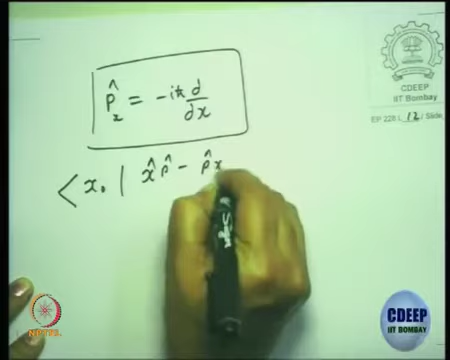 CDEEP
IIT Bombay
EP 228 L 12 / Slide
p̂ₓ = -iħ d/dx
< x₀ | x̂p̂ - p̂x
NPTEL
CDEEP
IIT BOMBAY